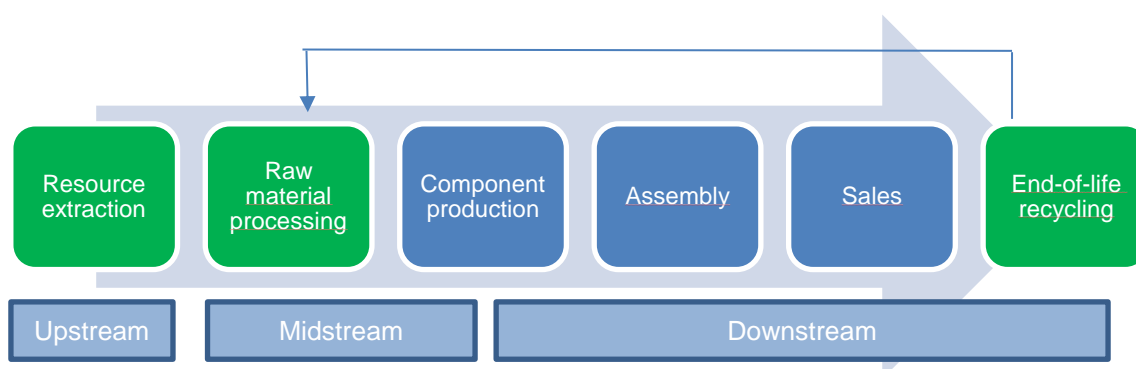 Resource
extraction
Raw
material
processing
Component
production
Assembly
Sales
End-of-life
recycling
Upstream
Midstream
Downstream